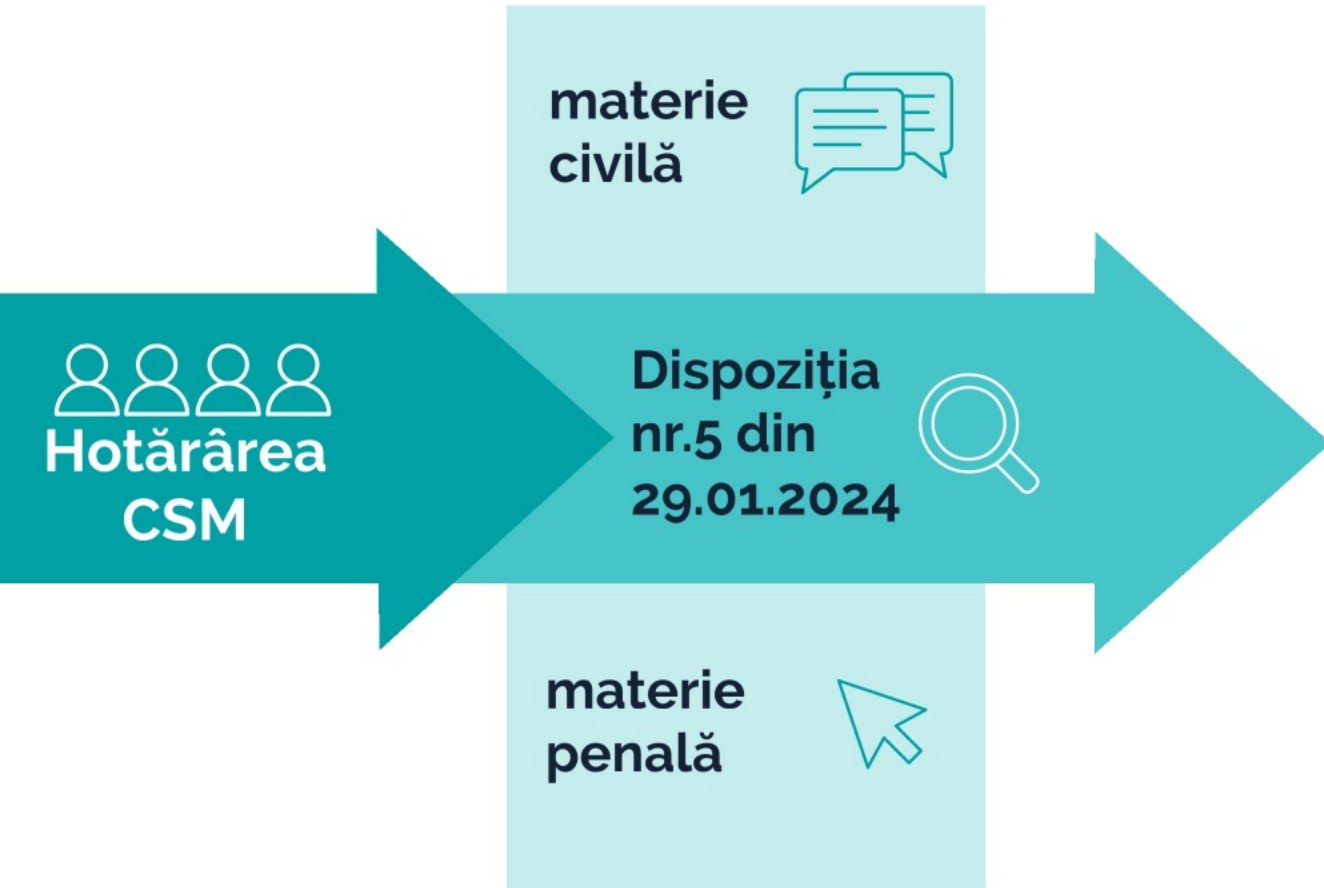 materie
civilă
Hotărârea
CSM
Dispoziția
nr.5 din
29.01.2024
materie
penală